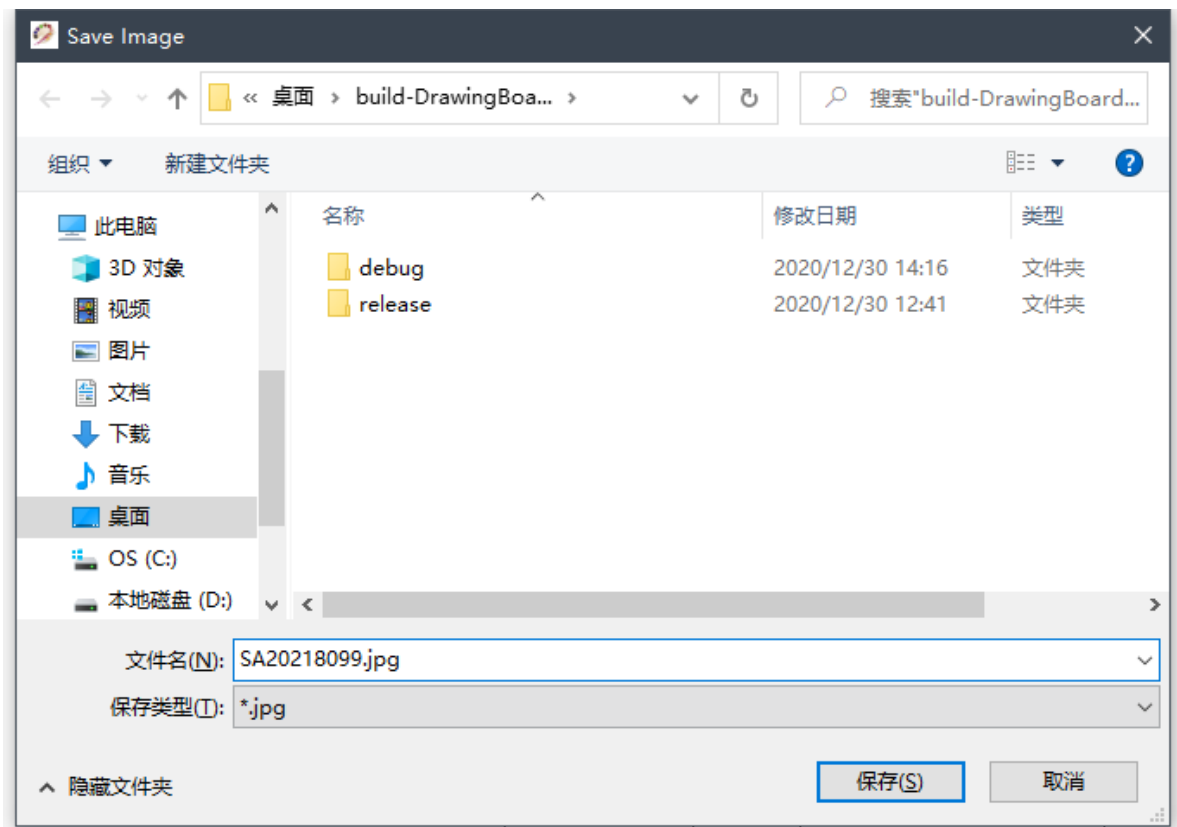 Save Image
« 桌面 › build-DrawingBoa... ›
搜索"build-DrawingBoard...
组织 新建文件夹
名称 修改日期 类型
此电脑
3D 对象
视频
图片
文档
下载
音乐
桌面
OS (C:)
本地磁盘 (D:)
debug 2020/12/30 14:16 文件夹
release 2020/12/30 12:41 文件夹
文件名(N): SA20218099.jpg
保存类型(T): *.jpg
隐藏文件夹
保存(S) 取消